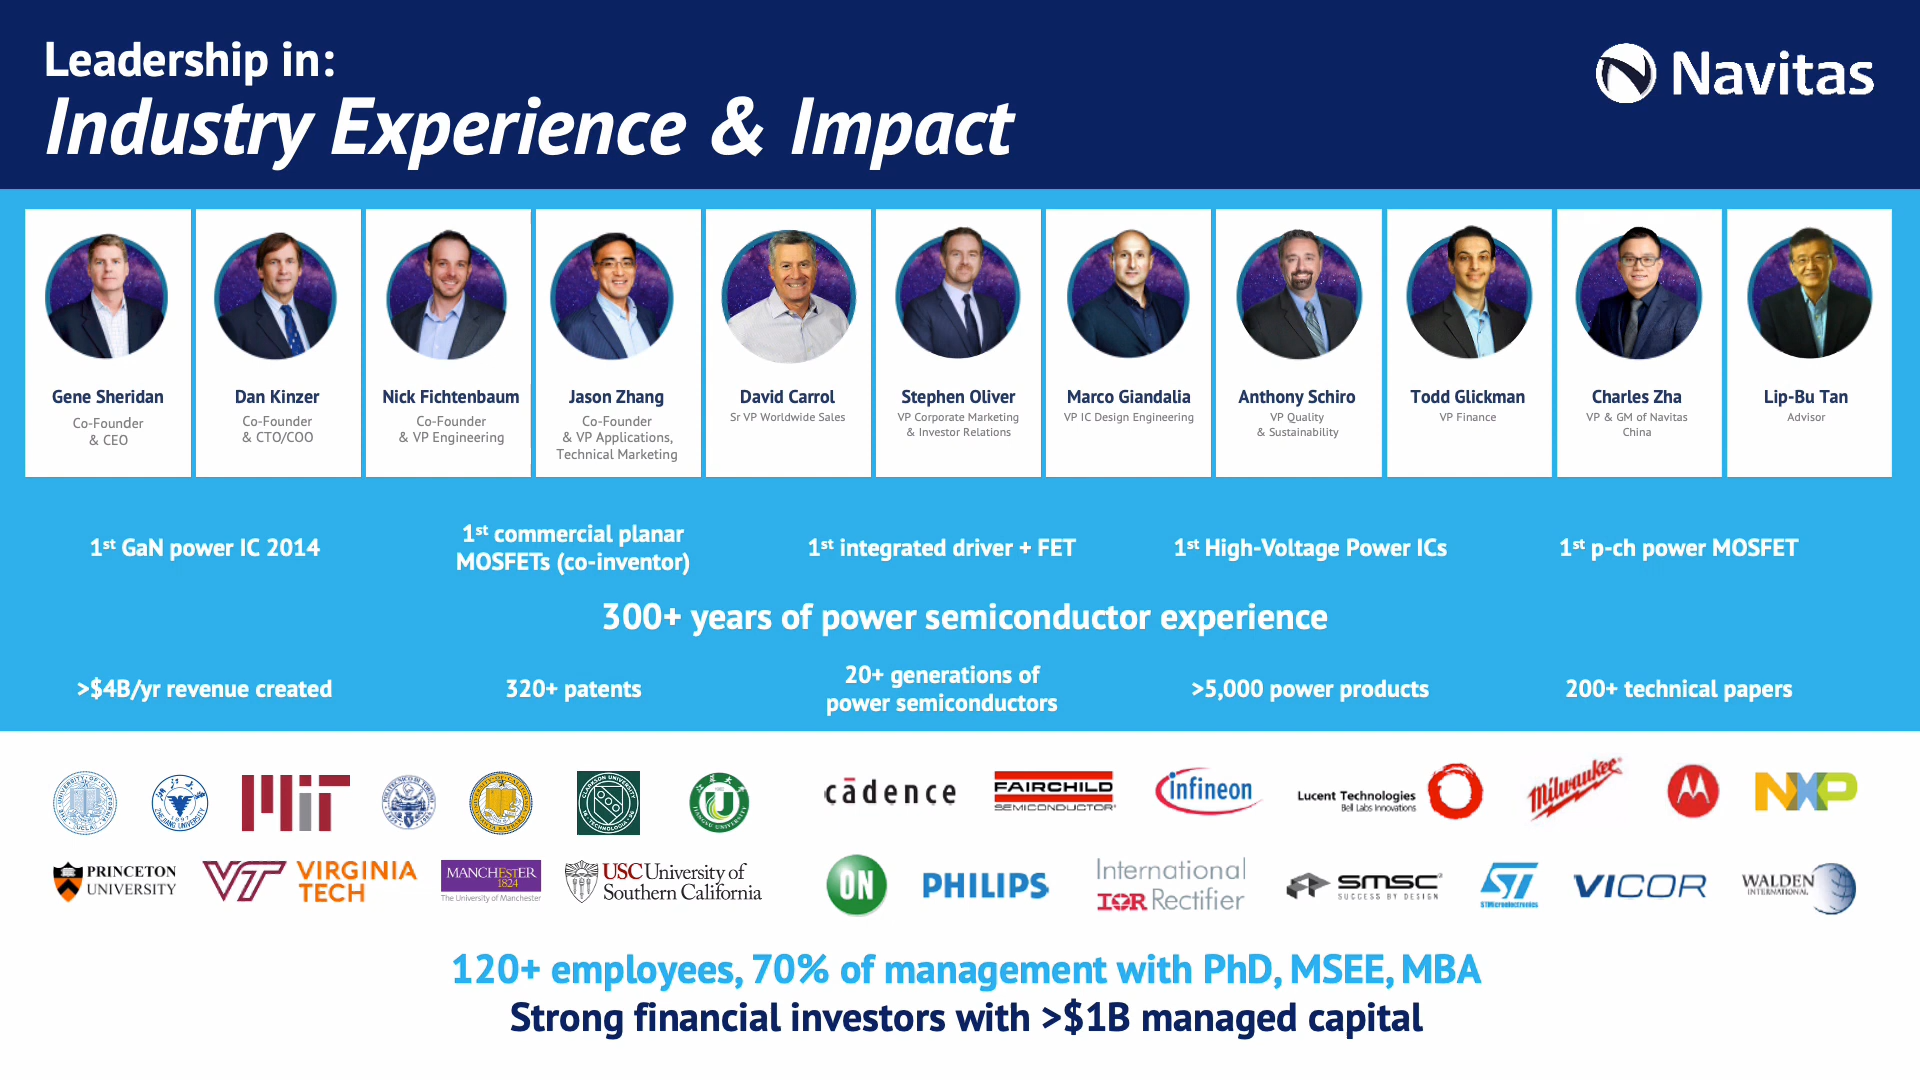 Leadership in:
Industry Experience & Impact
Navitas
Gene Sheridan
Co-Founder
& CEO
Dan Kinzer
Co-Founder
& CTO/COO
Nick Fichtenbaum
Co-Founder
& VP Engineering
Jason Zhang
Co-Founder
& VP Applications,
Technical Marketing
David Carrol
Sr VP Worldwide Sales
Stephen Oliver
VP Corporate Marketing
& Investor Relations
Marco Giandalia
VP IC Design Engineering
Anthony Schiro
VP Quality
& Sustainability
Todd Glickman
VP Finance
Charles Zha
VP & GM of Navitas
China
Lip-Bu Tan
Advisor
1st GaN power IC 2014
1st commercial planar
MOSFETs (co-inventor)
1st integrated driver + FET
1st High-Voltage Power ICs
1st p-ch power MOSFET
300+ years of power semiconductor experience
>$4B/yr revenue created
320+ patents
20+ generations of
power semiconductors
>5,000 power products
200+ technical papers
MIT
cādence
FAIRCHILD
SEMICONDUCTOR
infineon
Lucent Technologies
Bell Labs Innovations
Milwaukee
NXP
PRINCETON
UNIVERSITY
VT VIRGINIA
TECH
MANCHESTER
1824
The University of Manchester
USC University of
Southern California
ON
PHILIPS
International
IOR Rectifier
smsc
SUCCESS BY DESIGN
ST
STMicroelectronics
VICOR
WALDEN
INTERNATIONAL
120+ employees, 70% of management with PhD, MSEE, MBA
Strong financial investors with >$1B managed capital